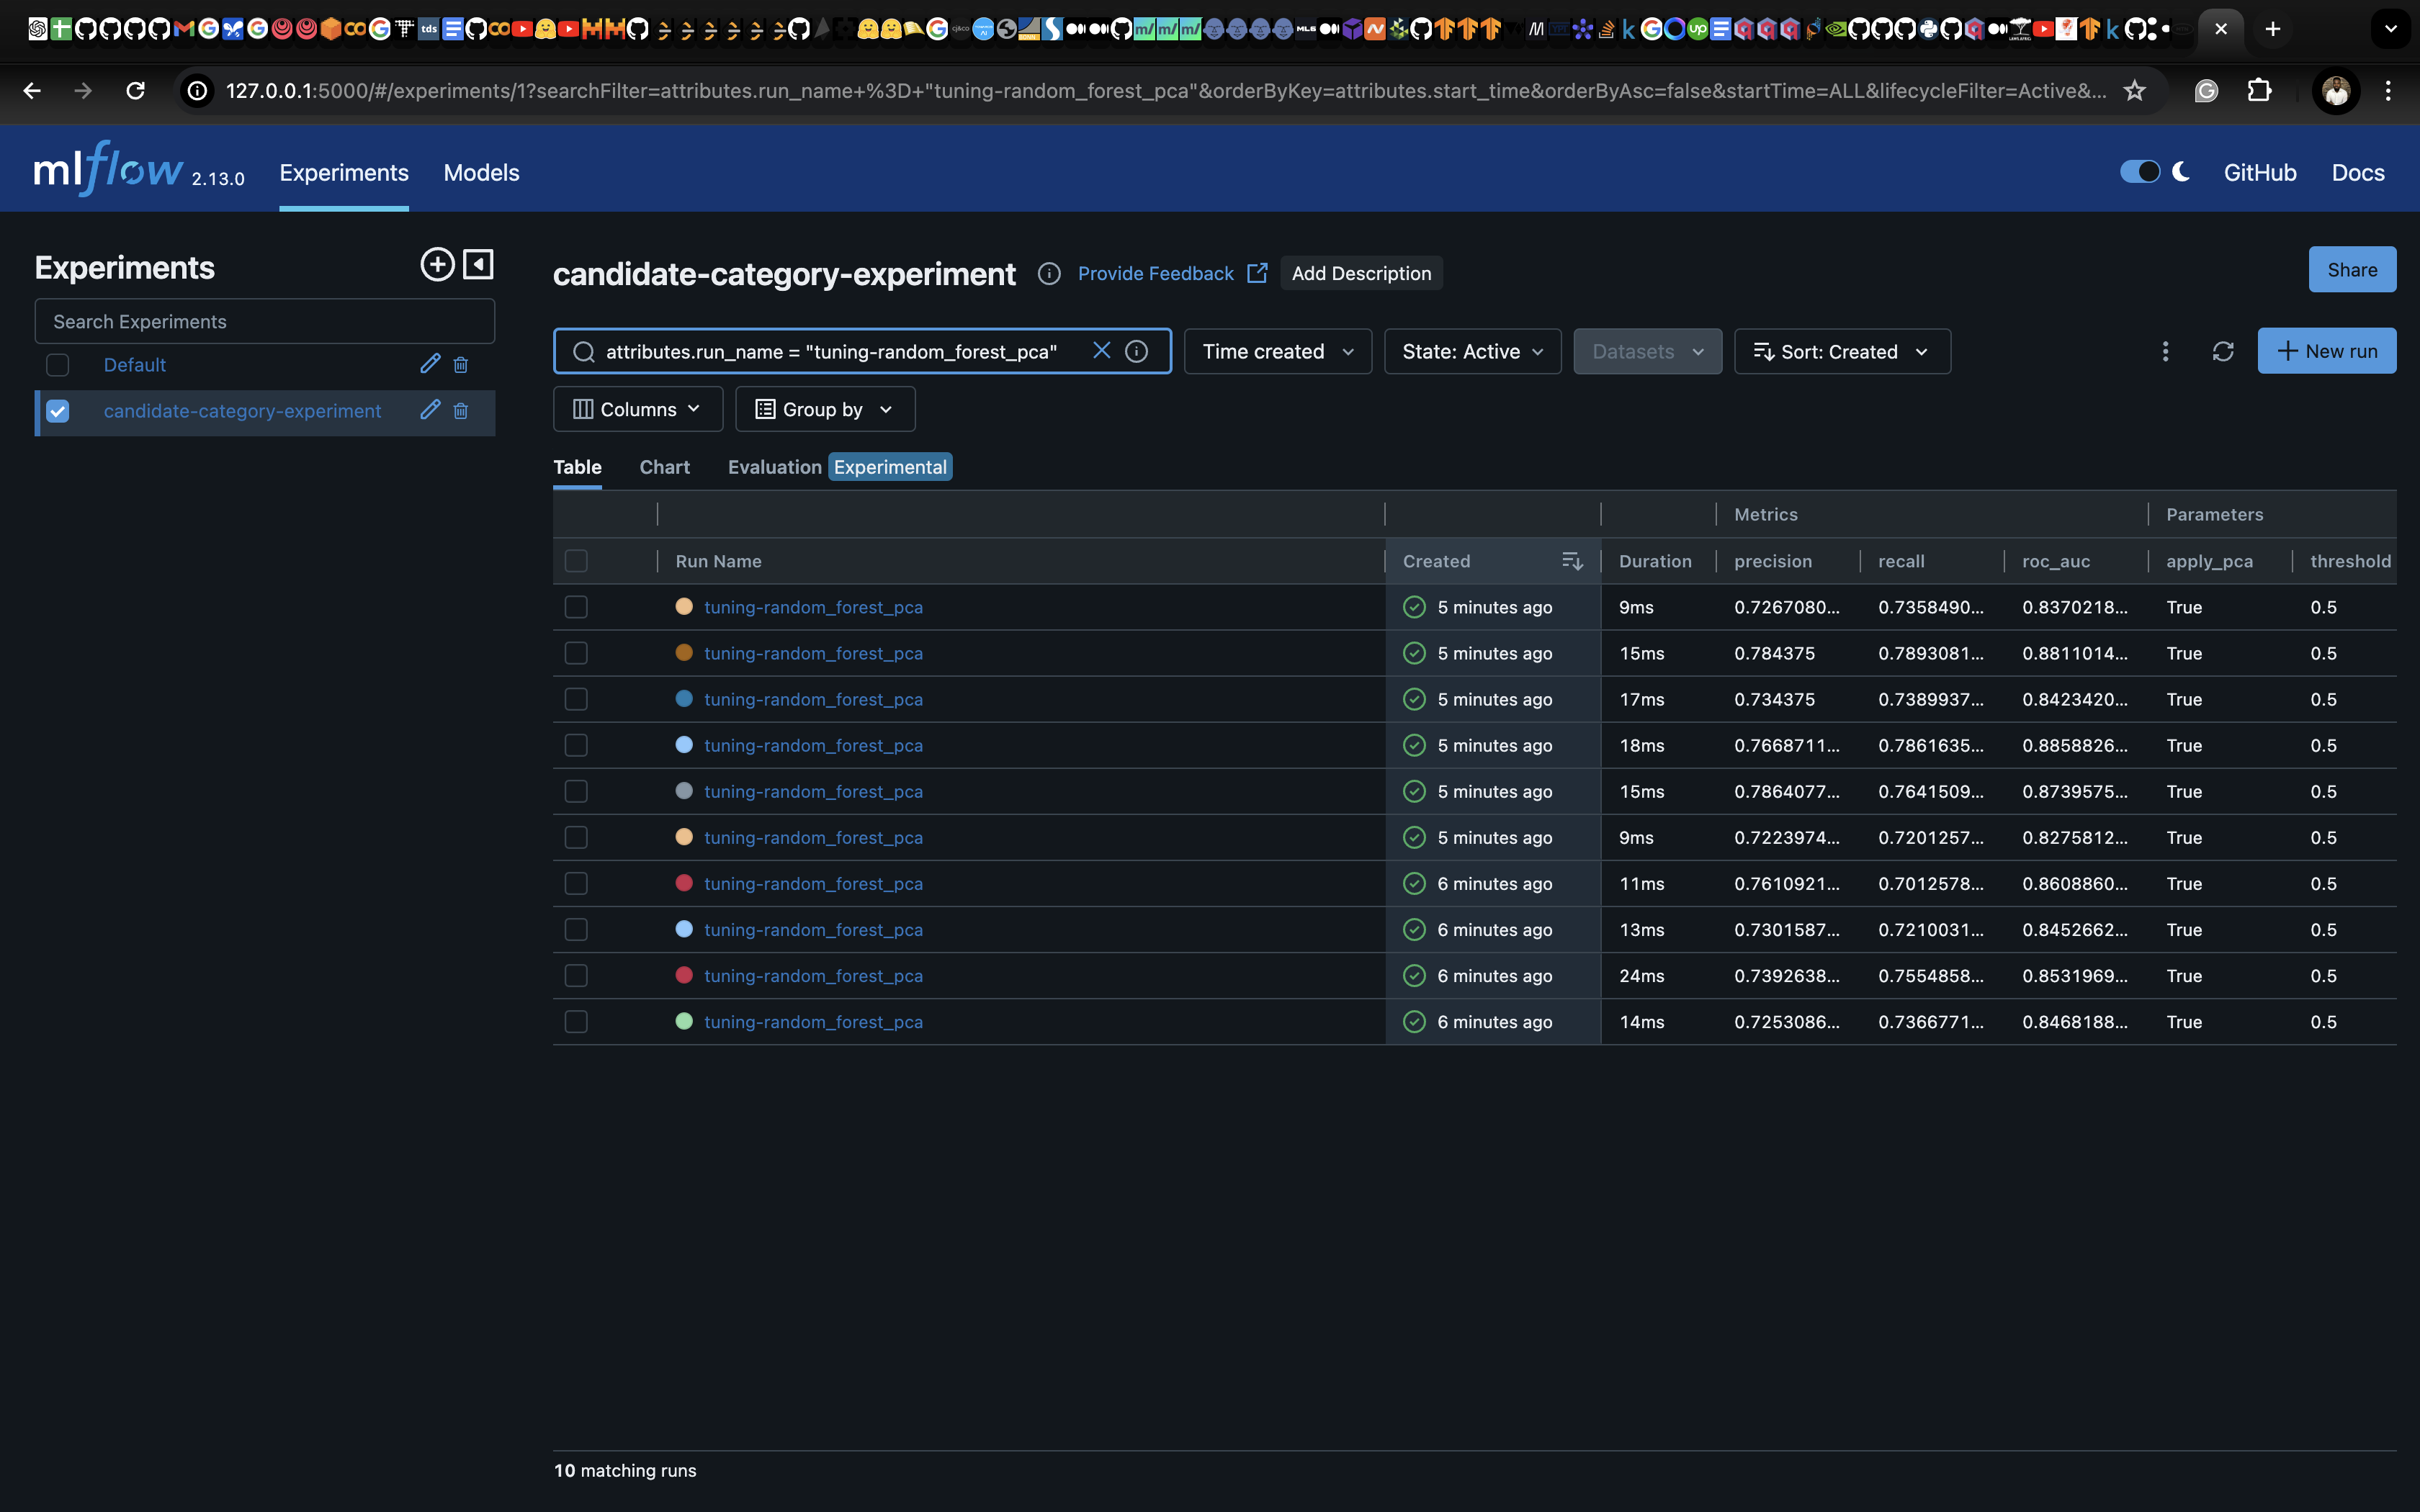 127.0.0.1:5000/#/experiments/1?searchFilter=attributes.run_name+%3D+"tuning-random_forest_pca"&orderByKey=attributes.start_time&orderByAsc=false&startTime=ALL&lifecycleFilter=Active&...
mlflow 2.13.0 Experiments Models GitHub Docs
Experiments
Search Experiments
Default
candidate-category-experiment
candidate-category-experiment Provide Feedback Add Description Share
attributes.run_name = "tuning-random_forest_pca" Time created State: Active Datasets Sort: Created New run
Columns Group by
Table Chart Evaluation Experimental
Metrics Parameters
Run Name Created Duration precision recall roc_auc apply_pca threshold
tuning-random_forest_pca 5 minutes ago 9ms 0.7267080... 0.7358490... 0.8370218... True 0.5
tuning-random_forest_pca 5 minutes ago 15ms 0.784375 0.7893081... 0.8811014... True 0.5
tuning-random_forest_pca 5 minutes ago 17ms 0.734375 0.7389937... 0.8423420... True 0.5
tuning-random_forest_pca 5 minutes ago 18ms 0.7668711... 0.7861635... 0.8858826... True 0.5
tuning-random_forest_pca 5 minutes ago 15ms 0.7864077... 0.7641509... 0.8739575... True 0.5
tuning-random_forest_pca 5 minutes ago 9ms 0.7223974... 0.7201257... 0.8275812... True 0.5
tuning-random_forest_pca 6 minutes ago 11ms 0.7610921... 0.7012578... 0.8608860... True 0.5
tuning-random_forest_pca 6 minutes ago 13ms 0.7301587... 0.7210031... 0.8452662... True 0.5
tuning-random_forest_pca 6 minutes ago 24ms 0.7392638... 0.7554858... 0.8531969... True 0.5
tuning-random_forest_pca 6 minutes ago 14ms 0.7253086... 0.7366771... 0.8468188... True 0.5
10 matching runs